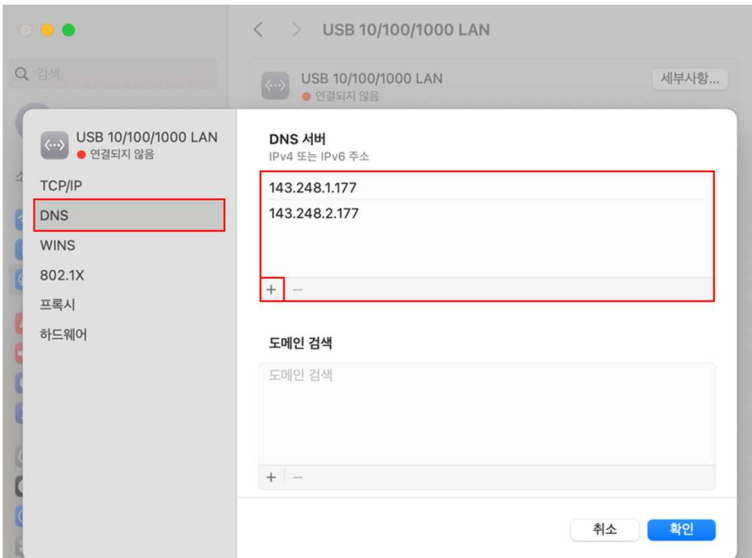 USB 10/100/1000 LAN
검색
USB 10/100/1000 LAN
연결되지 않음
세부사항...
USB 10/100/1000 LAN
연결되지 않음
TCP/IP
DNS
WINS
802.1X
프록시
하드웨어
DNS 서버
IPv4 또는 IPv6 주소
143.248.1.177
143.248.2.177
+ −
도메인 검색
도메인 검색
+ −
취소
확인